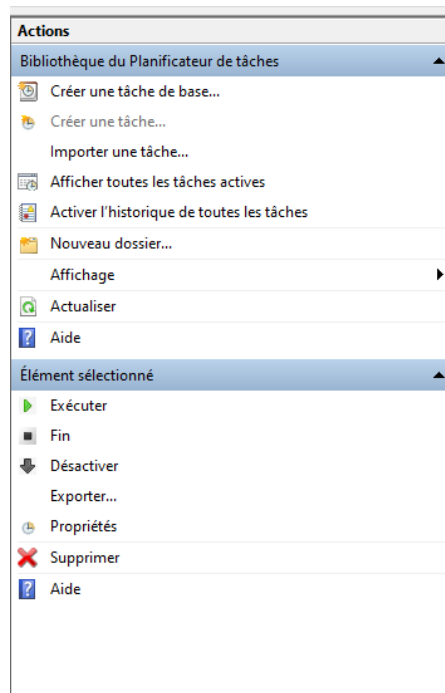 Actions
Bibliothèque du Planificateur de tâches
Créer une tâche de base...
Créer une tâche...
Importer une tâche...
Afficher toutes les tâches actives
Activer l'historique de toutes les tâches
Nouveau dossier...
Affichage
Actualiser
Aide
Élément sélectionné
Exécuter
Fin
Désactiver
Exporter...
Propriétés
Supprimer
Aide